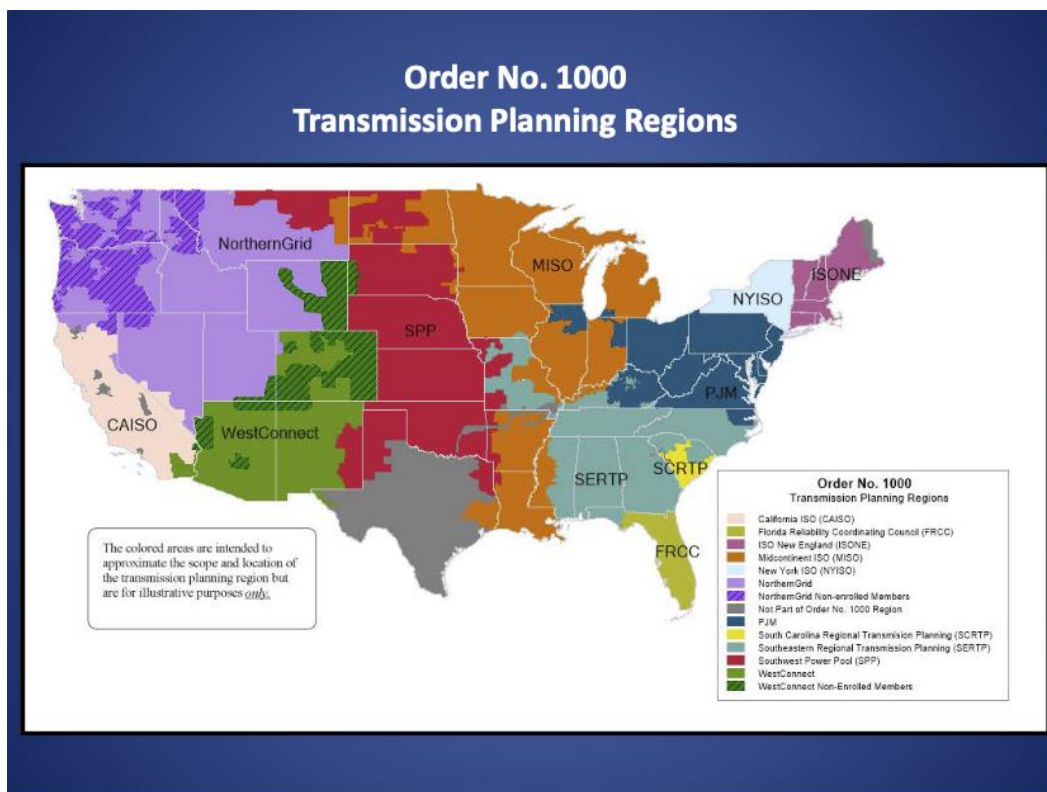 Order No. 1000
Transmission Planning Regions
NorthernGrid
MISO
ISONE
NYISO
SPP
PJM
CAISO
WestConnect
SCRTP
SERTP
FRCC
The colored areas are intended to
approximate the scope and location of
the transmission planning region but
are for illustrative purposes only.
Order No. 1000
Transmission Planning Regions
California ISO (CAISO)
Florida Reliability Coordinating Council (FRCC)
ISO New England (ISONE)
Midcontinent ISO (MISO)
New York ISO (NYISO)
NorthernGrid
NorthernGrid Non-enrolled Members
Not Part of Order No. 1000 Region
PJM
South Carolina Regional Transmision Planning (SCRTP)
Southeastern Regional Transmission Planning (SERTP)
Southwest Power Pool (SPP)
WestConnect
WestConnect Non-Enrolled Members